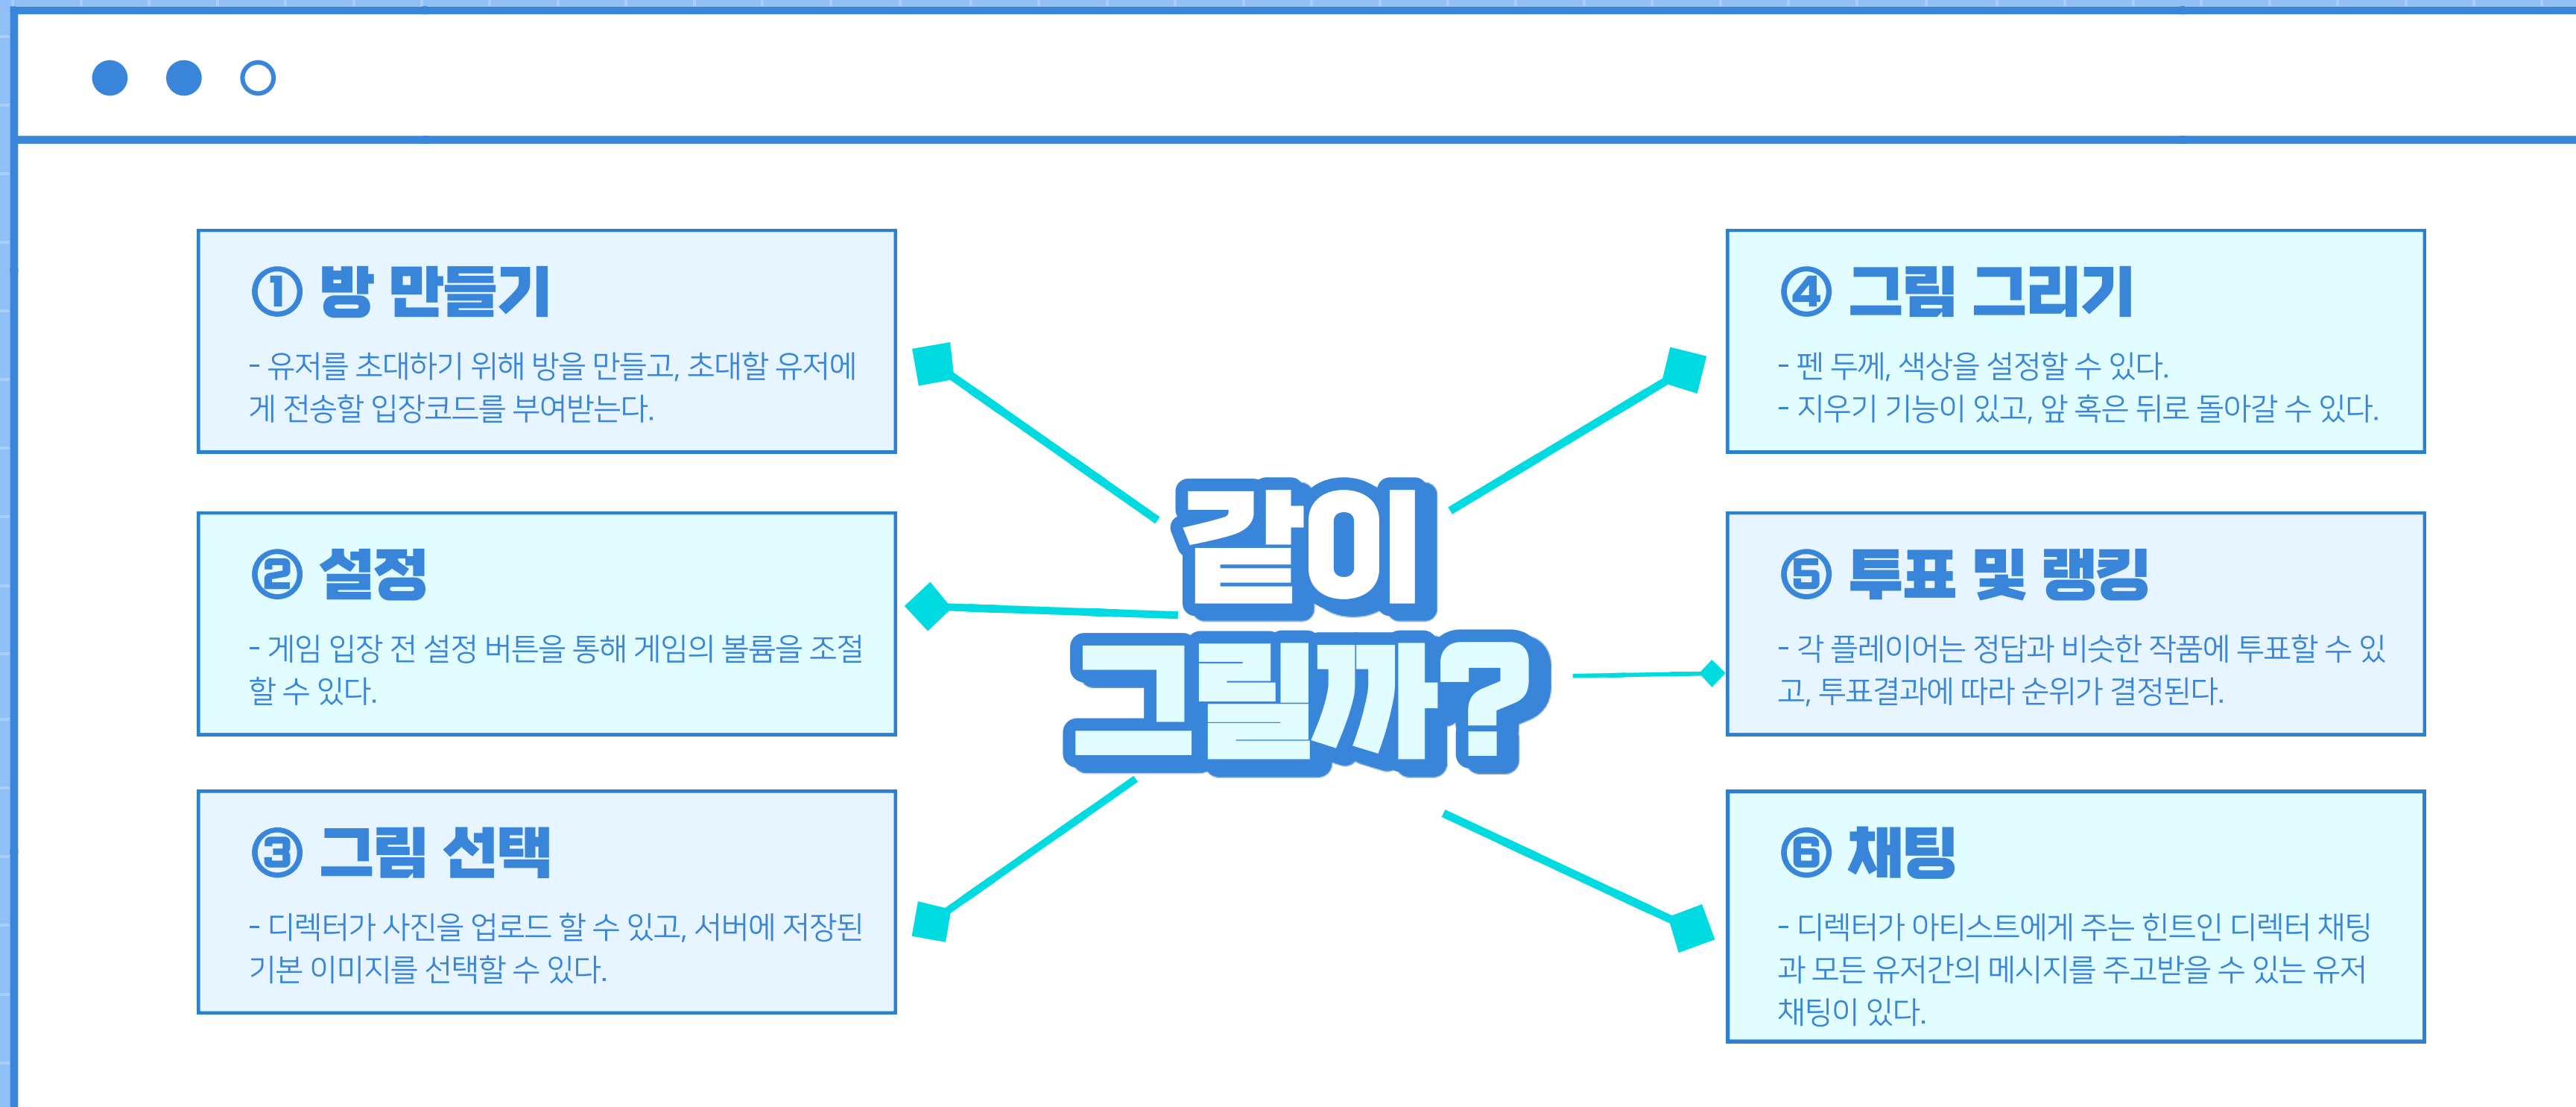 ① 방 만들기
- 유저를 초대하기 위해 방을 만들고, 초대할 유저에
게 전송할 입장코드를 부여받는다.
② 설정
- 게임 입장 전 설정 버튼을 통해 게임의 볼륨을 조절
할 수 있다.
③ 그림 선택
- 디렉터가 사진을 업로드 할 수 있고, 서버에 저장된
기본 이미지를 선택할 수 있다.
같이
그릴까?
④ 그림 그리기
- 펜 두께, 색상을 설정할 수 있다.
- 지우기 기능이 있고, 앞 혹은 뒤로 돌아갈 수 있다.
⑤ 투표 및 랭킹
- 각 플레이어는 정답과 비슷한 작품에 투표할 수 있
고, 투표결과에 따라 순위가 결정된다.
⑥ 채팅
- 디렉터가 아티스트에게 주는 힌트인 디렉터 채팅
과 모든 유저간의 메시지를 주고받을 수 있는 유저
채팅이 있다.